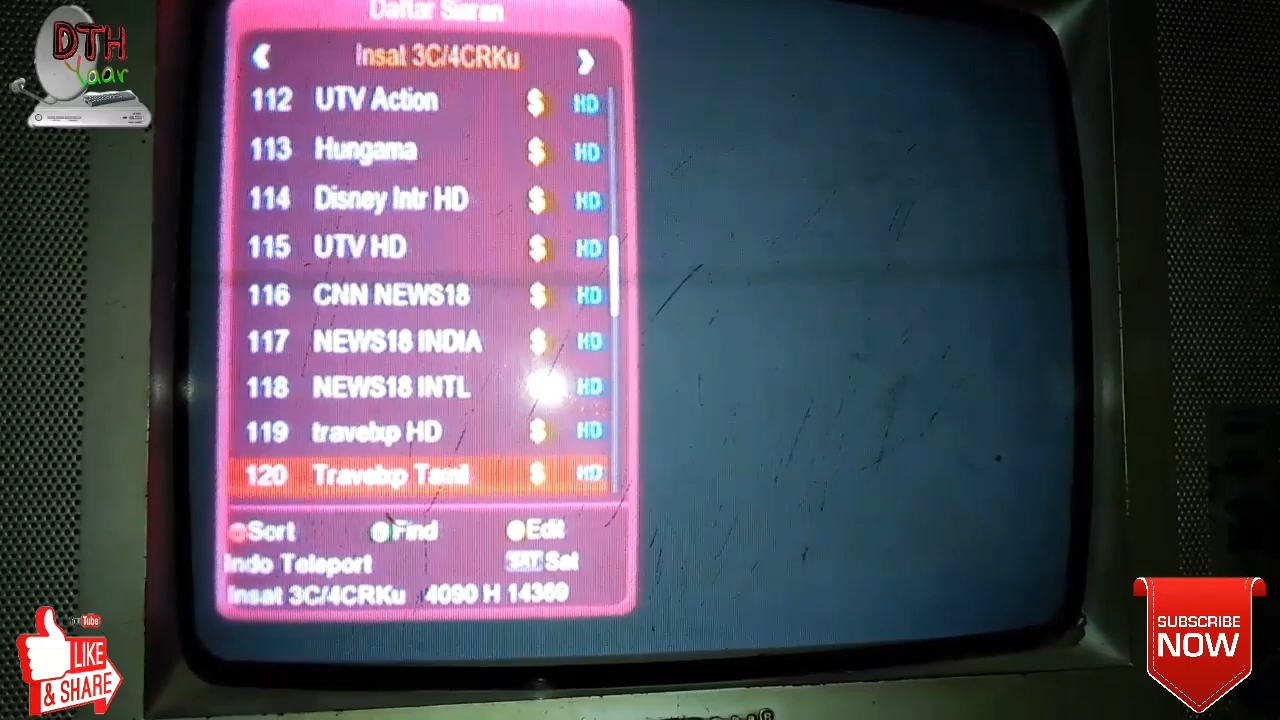 DTH
Yaar
Daftar Siaran
Insat 3C/4CRKu
112 UTV Action $ HD
113 Hungama $ HD
114 Disney Intr HD $ HD
115 UTV HD $ HD
116 CNN NEWS18 $ HD
117 NEWS18 INDIA $ HD
118 NEWS18 INTL HD
119 travelxp HD $ HD
120 Travelxp Tamil $ HD
Sort Find Edit
Indo Teleport SAT Sat
Insat 3C/4CRKu 4090 H 14369
YouTube
LIKE
& SHARE
SUBSCRIBE
NOW